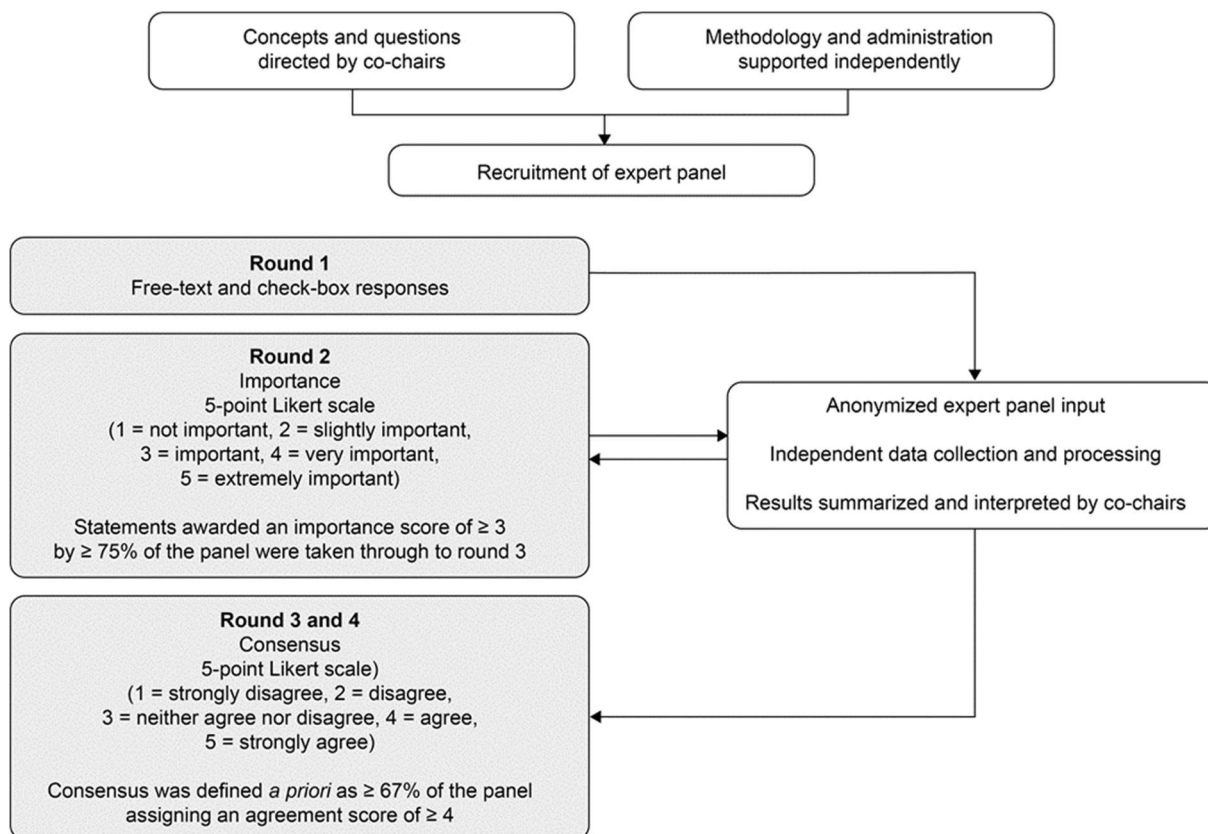 Concepts and questions
directed by co-chairs
Methodology and administration
supported independently
Recruitment of expert panel
Round 1
Free-text and check-box responses
Round 2
Importance
5-point Likert scale
(1 = not important, 2 = slightly important,
3 = important, 4 = very important,
5 = extremely important)
Statements awarded an importance score of ≥ 3
by ≥ 75% of the panel were taken through to round 3
Anonymized expert panel input
Independent data collection and processing
Results summarized and interpreted by co-chairs
Round 3 and 4
Consensus
5-point Likert scale)
(1 = strongly disagree, 2 = disagree,
3 = neither agree nor disagree, 4 = agree,
5 = strongly agree)
Consensus was defined a priori as ≥ 67% of the panel
assigning an agreement score of ≥ 4